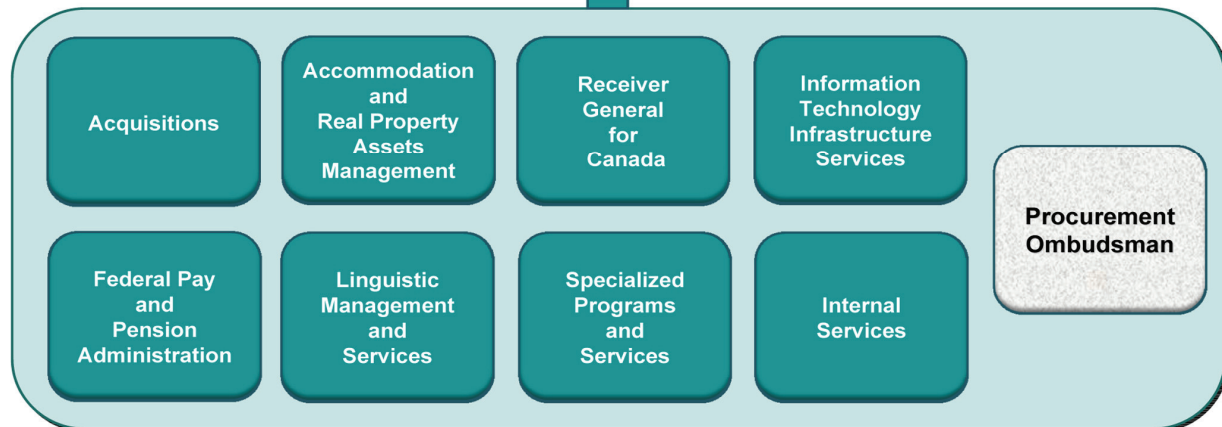 Acquisitions
Accommodation
and
Real Property
Assets
Management
Receiver
General
for
Canada
Information
Technology
Infrastructure
Services
Federal Pay
and
Pension
Administration
Linguistic
Management
and
Services
Specialized
Programs
and
Services
Internal
Services
Procurement
Ombudsman